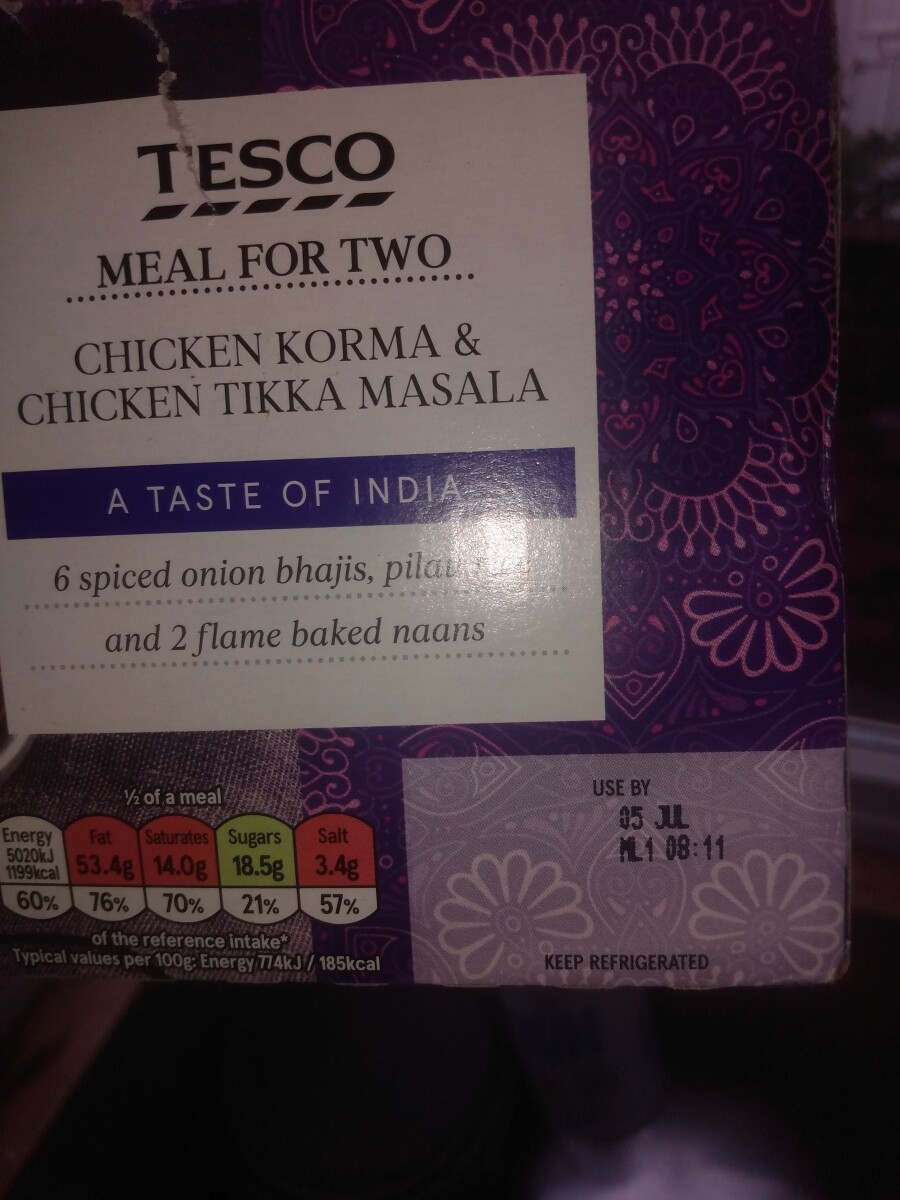 TESCO
MEAL FOR TWO
CHICKEN KORMA &
CHICKEN TIKKA MASALA
A TASTE OF INDIA
6 spiced onion bhajis, pilau
and 2 flame baked naans
½ of a meal
Energy 5020kJ 1199kcal 60%
Fat 53.4g 76%
Saturates 14.0g 70%
Sugars 18.5g 21%
Salt 3.4g 57%
of the reference intake*
Typical values per 100g: Energy 774kJ / 185kcal
USE BY
05 JUL
ML1 08:11
KEEP REFRIGERATED